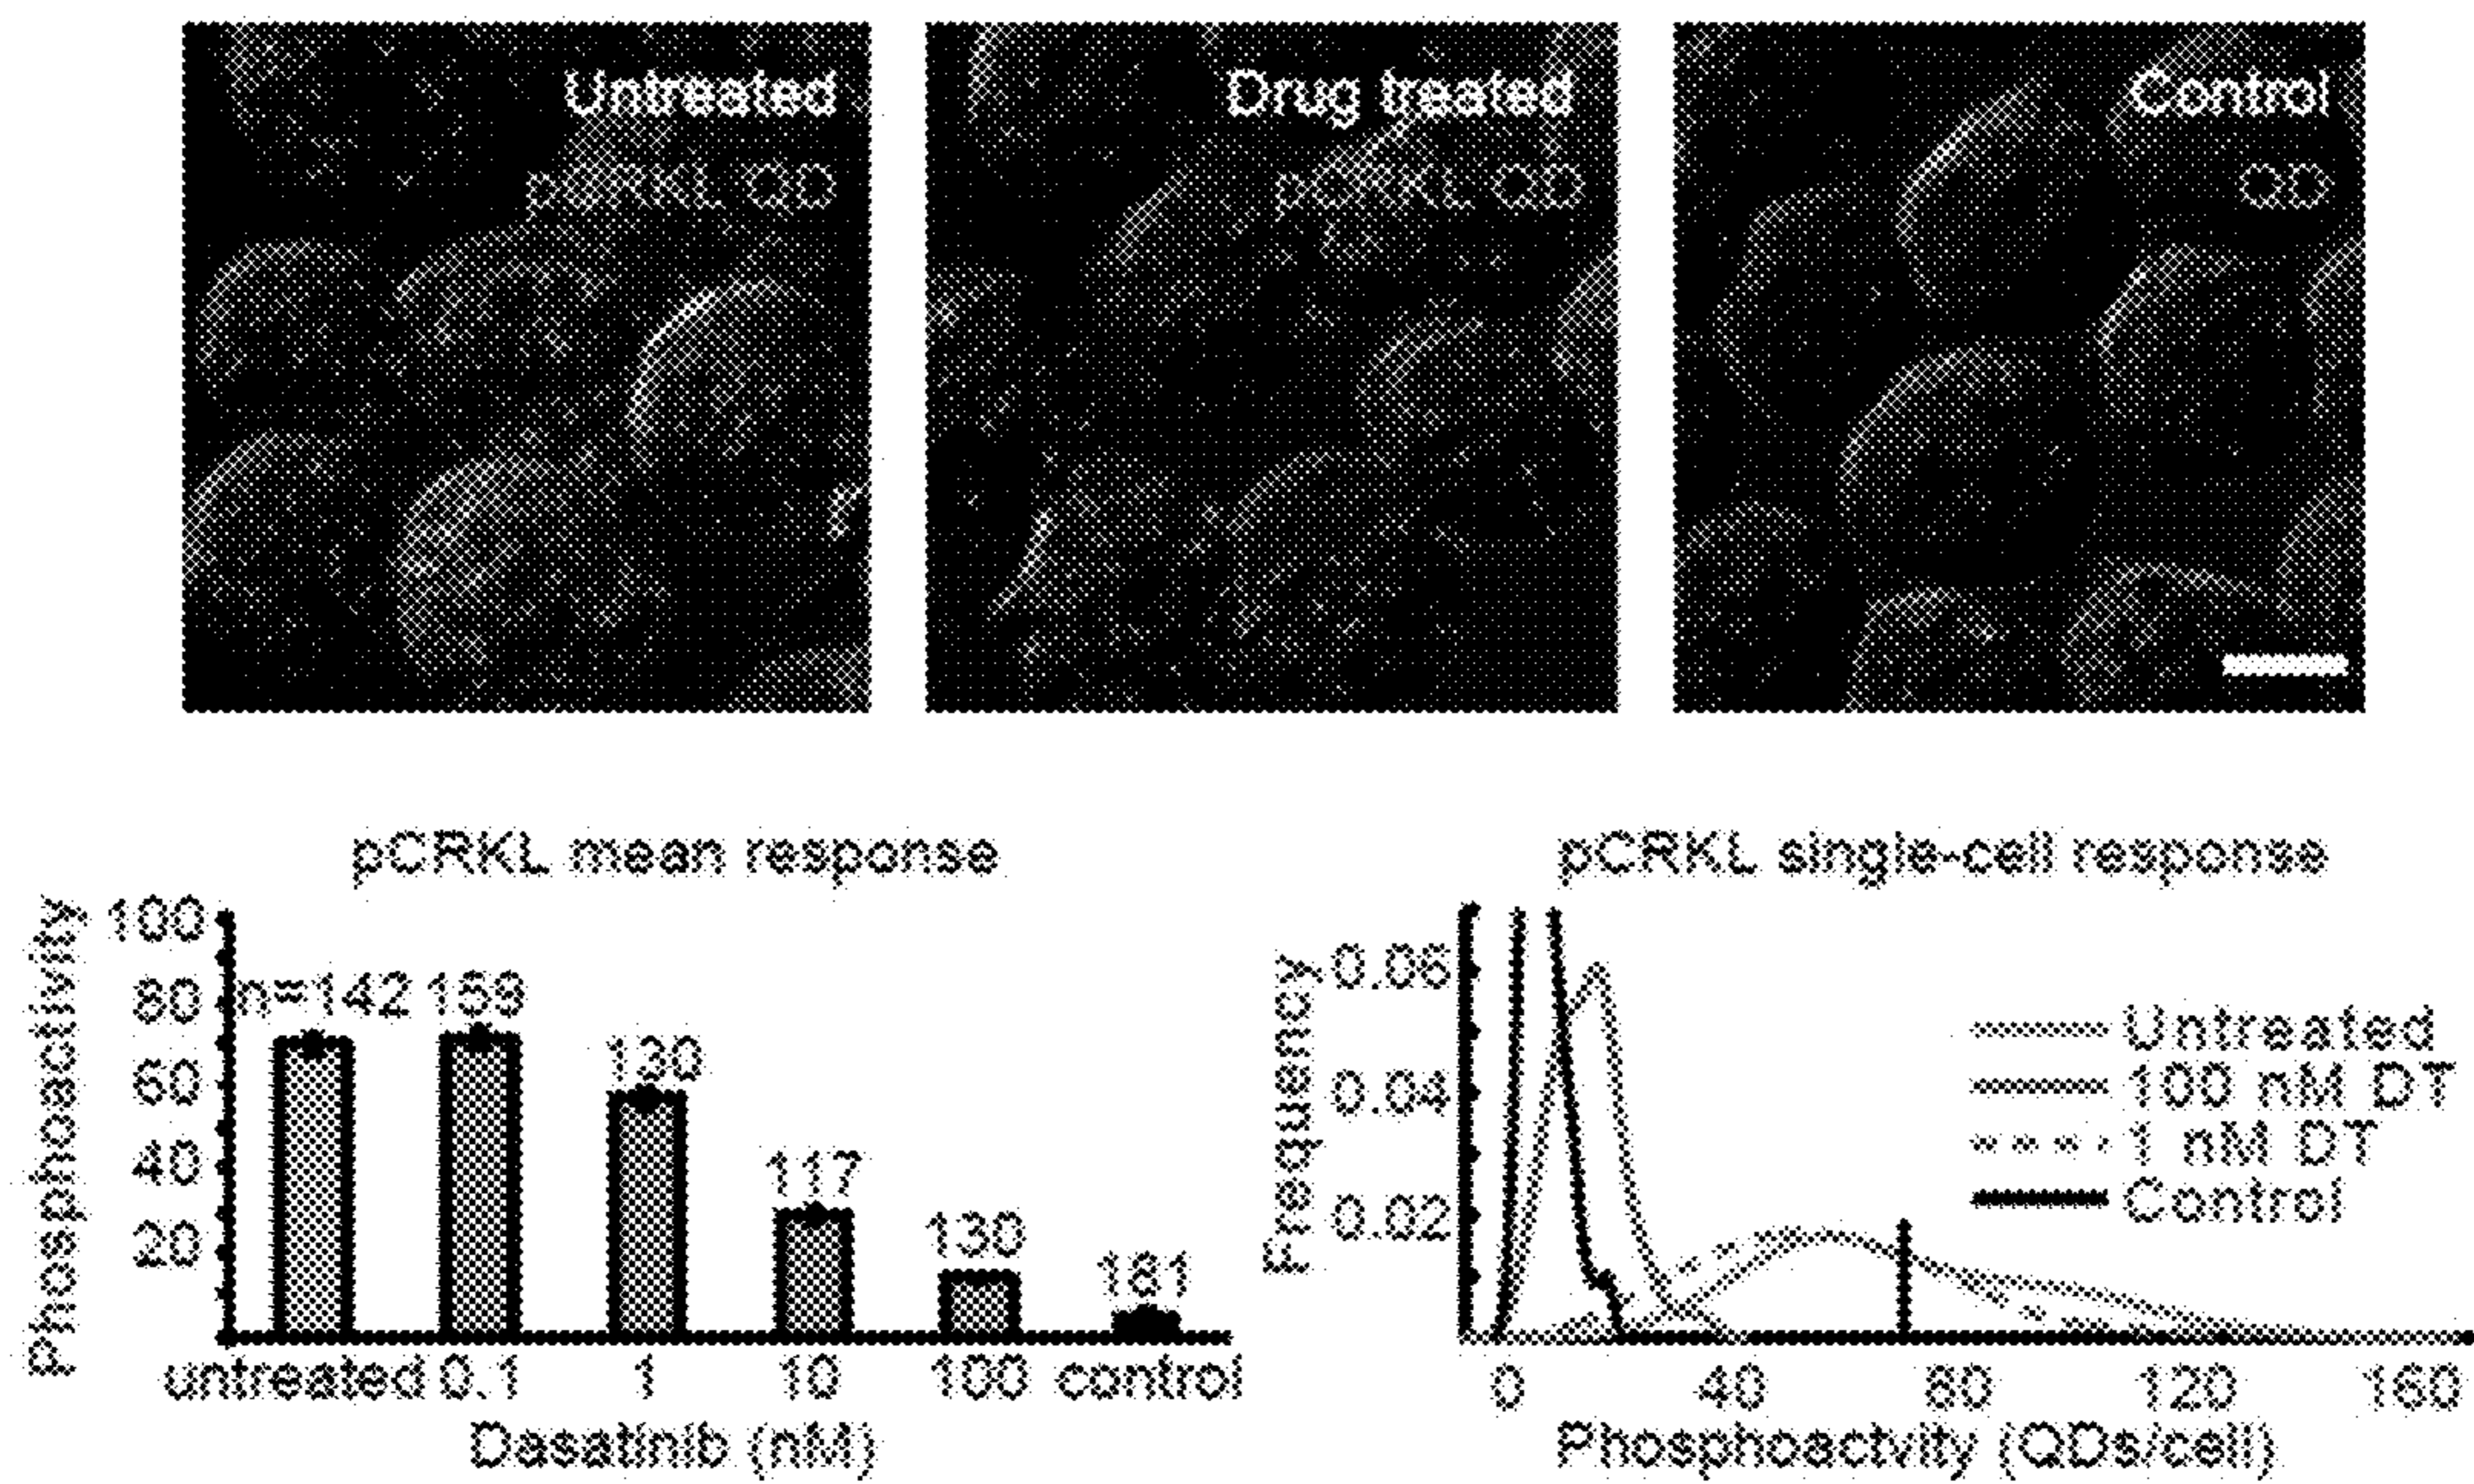 Untreated
pCRKL QD
Drug treated
pCRKL QD
Control
QD
pCRKL mean response
Phosphoactivity
100
80
60
40
20
n=142
159
130
117
130
181
untreated
0.1
1
10
100
control
Dasatinib (nM)
pCRKL single-cell response
Frequency
0.06
0.04
0.02
Untreated
100 nM DT
1 nM DT
Control
0
40
80
120
160
Phosphoactvity (QDs/cell)